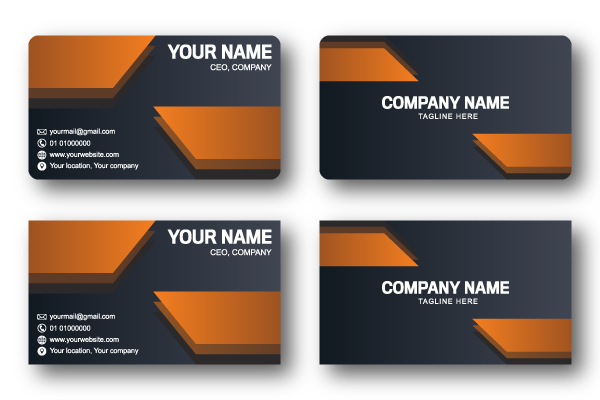 YOUR NAME
CEO, COMPANY
yourmail@gmail.com
01 01000000
www.yourwebsite.com
Your location, Your company
COMPANY NAME
TAGLINE HERE
YOUR NAME
CEO, COMPANY
yourmail@gmail.com
01 01000000
www.yourwebsite.com
Your location, Your company
COMPANY NAME
TAGLINE HERE